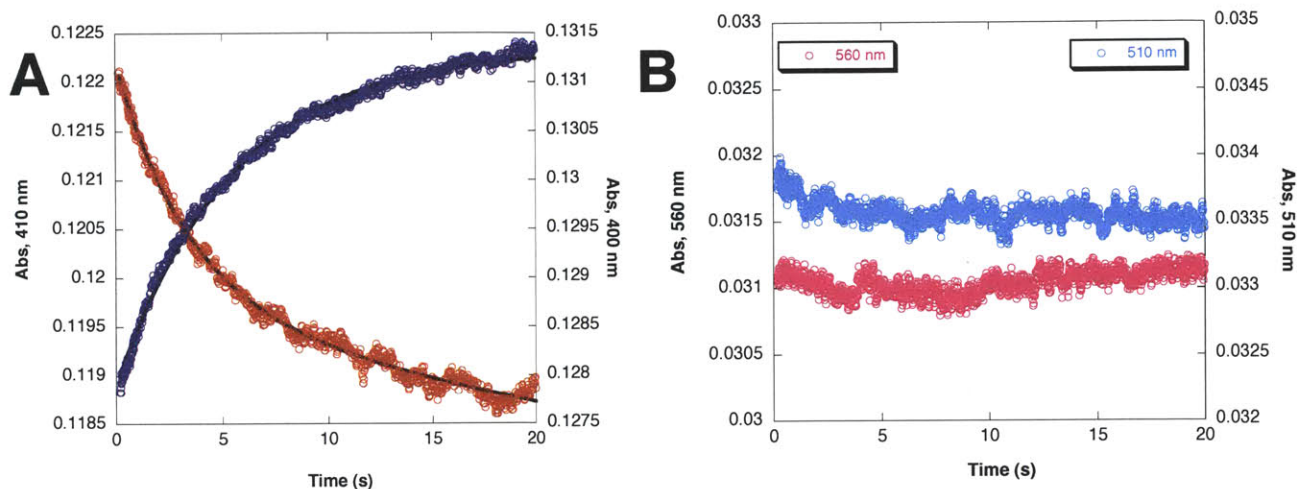 A
0.1225
0.122
0.1215
0.121
0.1205
0.12
0.1195
0.119
0.1185
Abs, 410 nm
0.1315
0.131
0.1305
0.13
0.1295
0.129
0.1285
0.128
0.1275
Abs, 400 nm
0 5 10 15 20
Time (s)
B
0.033
0.0325
0.032
0.0315
0.031
0.0305
0.03
Abs, 560 nm
560 nm
510 nm
0.035
0.0345
0.034
0.0335
0.033
0.0325
0.032
Abs, 510 nm
0 5 10 15 20
Time (s)